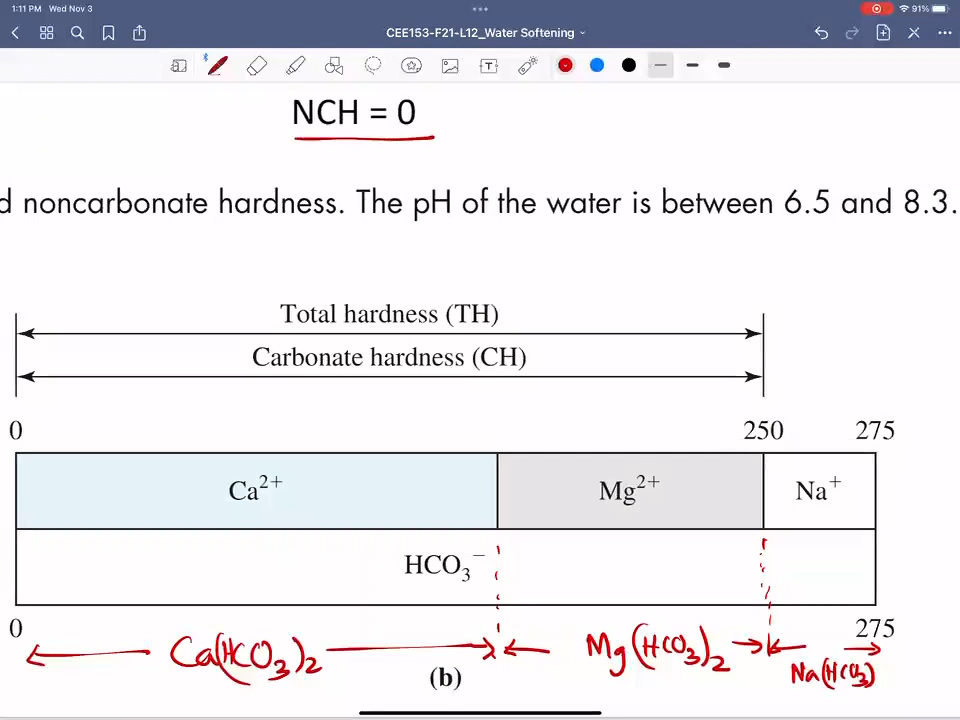 1:11 PM Wed Nov 3
91%
CEE153-F21-L12_Water Softening
NCH = 0
d noncarbonate hardness. The pH of the water is between 6.5 and 8.3.
Total hardness (TH)
Carbonate hardness (CH)
0 250 275
Ca²⁺ Mg²⁺ Na⁺
HCO₃⁻
0 275
Ca(HCO₃)₂ Mg(HCO₃)₂ Na(HCO₃)
(b)